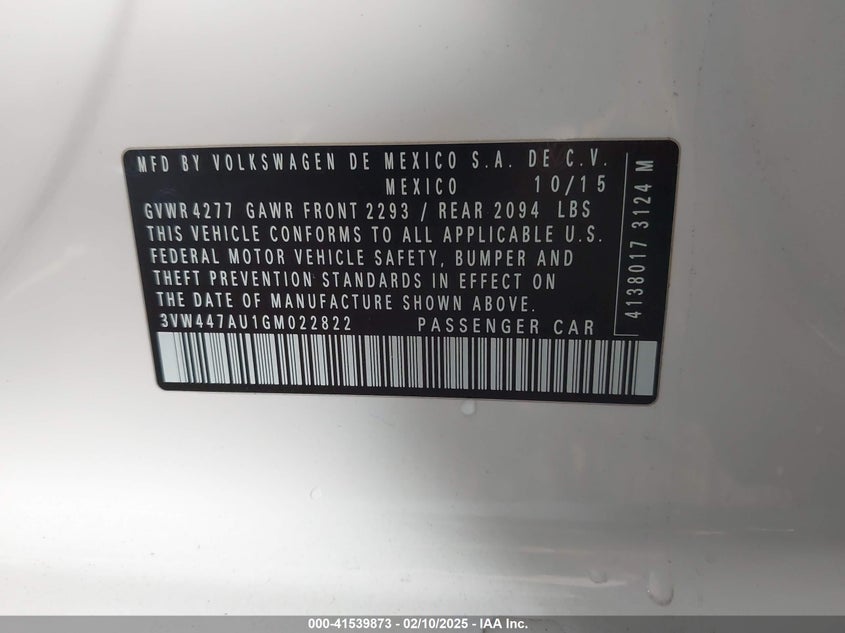 MFD BY VOLKSWAGEN DE MEXICO S.A. DE C.V.
MEXICO 10/15
GVWR 4277 GAWR FRONT 2293 / REAR 2094 LBS
THIS VEHICLE CONFORMS TO ALL APPLICABLE U.S.
FEDERAL MOTOR VEHICLE SAFETY, BUMPER AND
THEFT PREVENTION STANDARDS IN EFFECT ON
THE DATE OF MANUFACTURE SHOWN ABOVE.
3VW447AU1GM022822 PASSENGER CAR
4138017 3124 M
000-41539873 - 02/10/2025 - IAA Inc.